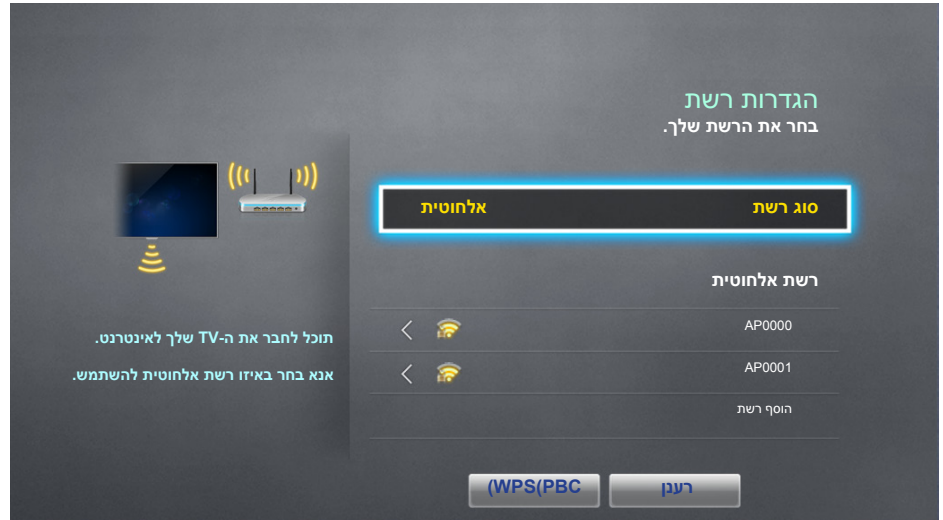 הגדרות רשת
בחר את הרשת שלך.
סוג רשת אלחוטית
רשת אלחוטית
AP0000
AP0001
הוסף רשת
רענן (WPS(PBC
תוכל לחבר את ה-TV שלך לאינטרנט.
אנא בחר באיזו רשת אלחוטית להשתמש.